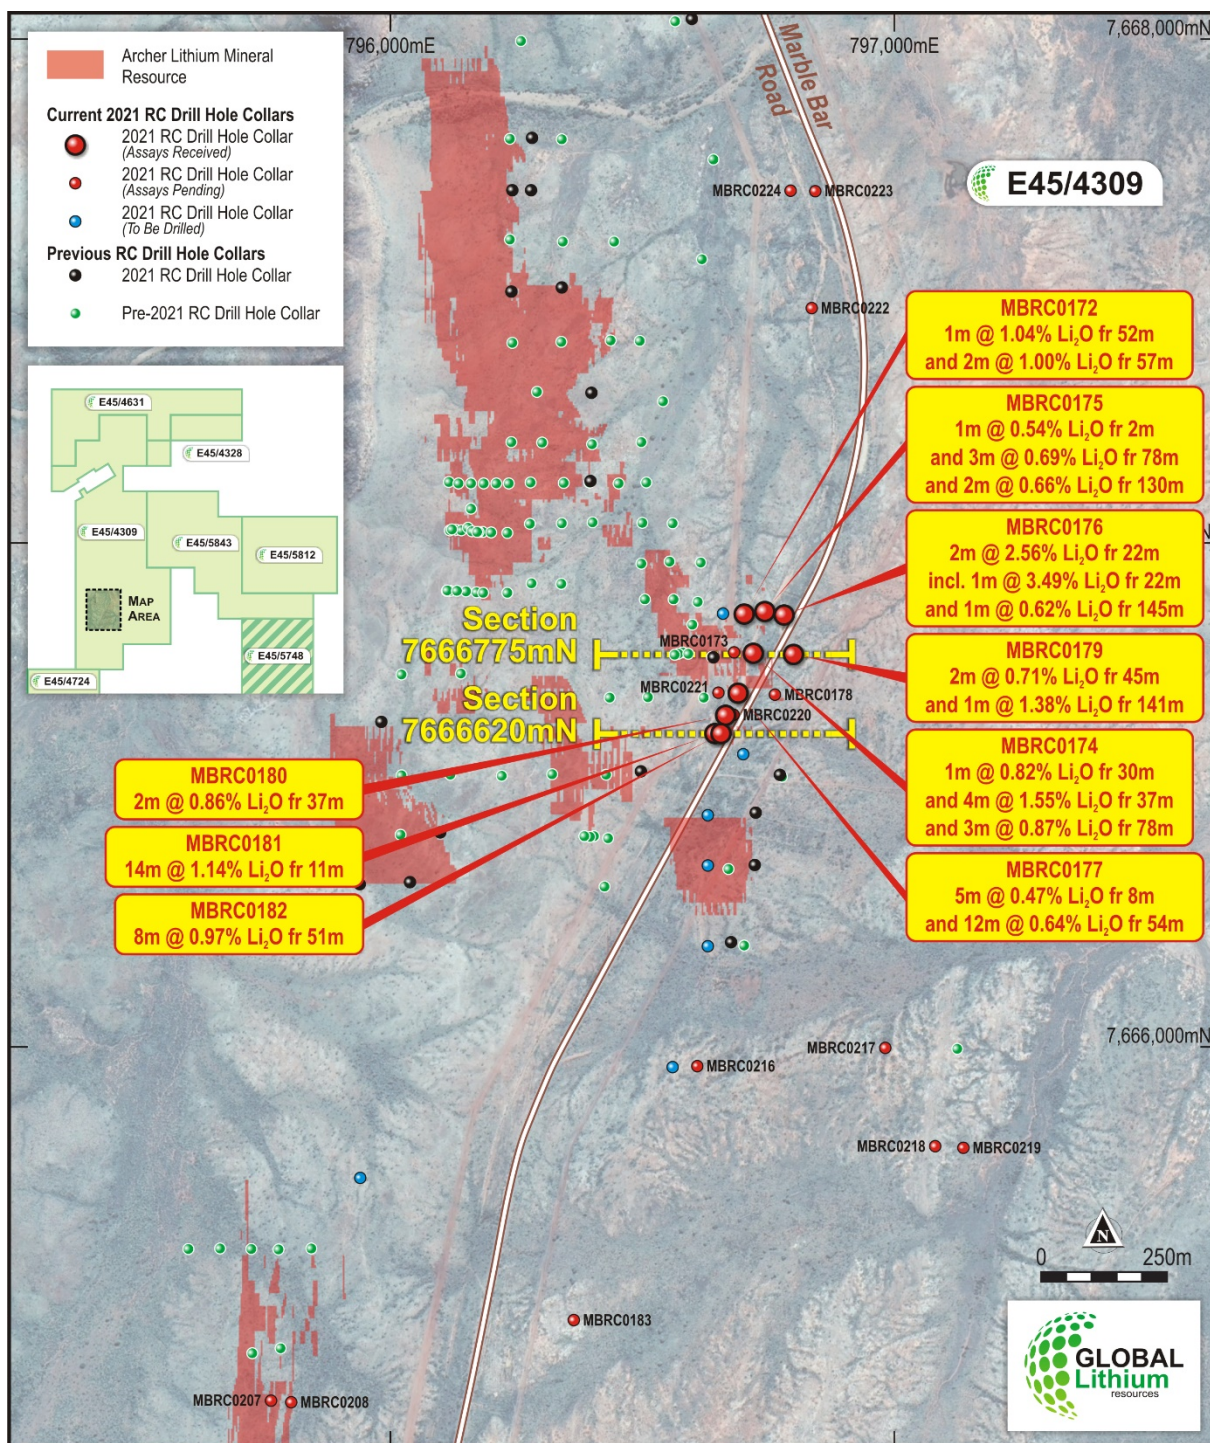 796,000mE
797,000mE
7,668,000mN
Archer Lithium Mineral
Resource
Current 2021 RC Drill Hole Collars
2021 RC Drill Hole Collar
(Assays Received)
2021 RC Drill Hole Collar
(Assays Pending)
2021 RC Drill Hole Collar
(To Be Drilled)
Previous RC Drill Hole Collars
2021 RC Drill Hole Collar
Pre-2021 RC Drill Hole Collar
Marble Bar
Road
E45/4309
MBRC0224
MBRC0223
MBRC0222
E45/4631
E45/4328
E45/4309
E45/5843
E45/5812
MAP
AREA
E45/5748
E45/4724
MBRC0172
1m @ 1.04% Li₂O fr 52m
and 2m @ 1.00% Li₂O fr 57m
MBRC0175
1m @ 0.54% Li₂O fr 2m
and 3m @ 0.69% Li₂O fr 78m
and 2m @ 0.66% Li₂O fr 130m
MBRC0176
2m @ 2.56% Li₂O fr 22m
incl. 1m @ 3.49% Li₂O fr 22m
and 1m @ 0.62% Li₂O fr 145m
MBRC0179
2m @ 0.71% Li₂O fr 45m
and 1m @ 1.38% Li₂O fr 141m
MBRC0174
1m @ 0.82% Li₂O fr 30m
and 4m @ 1.55% Li₂O fr 37m
and 3m @ 0.87% Li₂O fr 78m
MBRC0177
5m @ 0.47% Li₂O fr 8m
and 12m @ 0.64% Li₂O fr 54m
Section
7666775mN
MBRC0173
MBRC0221
MBRC0178
Section
7666620mN
MBRC0220
MBRC0180
2m @ 0.86% Li₂O fr 37m
MBRC0181
14m @ 1.14% Li₂O fr 11m
MBRC0182
8m @ 0.97% Li₂O fr 51m
7,666,000mN
MBRC0217
MBRC0216
MBRC0218
MBRC0219
MBRC0183
MBRC0207
MBRC0208
N
0
250m
GLOBAL
Lithium
resources